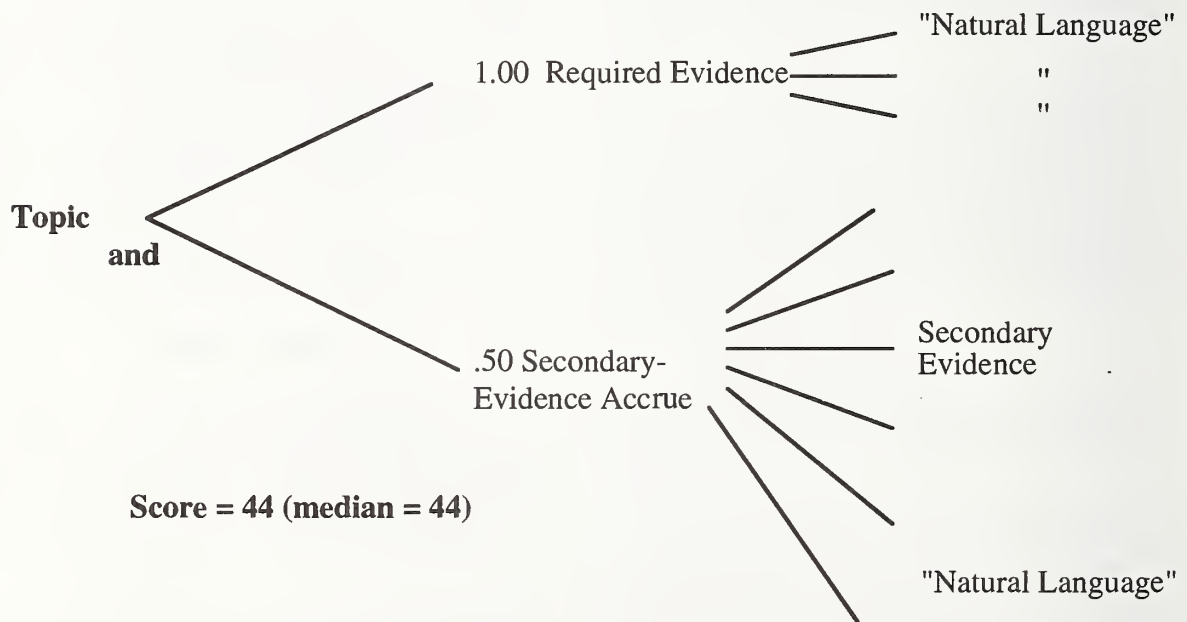 "Natural Language"
1.00 Required Evidence
"
"
Topic
and
.50 Secondary-
Evidence Accrue
Secondary
Evidence
Score = 44 (median = 44)
"Natural Language"